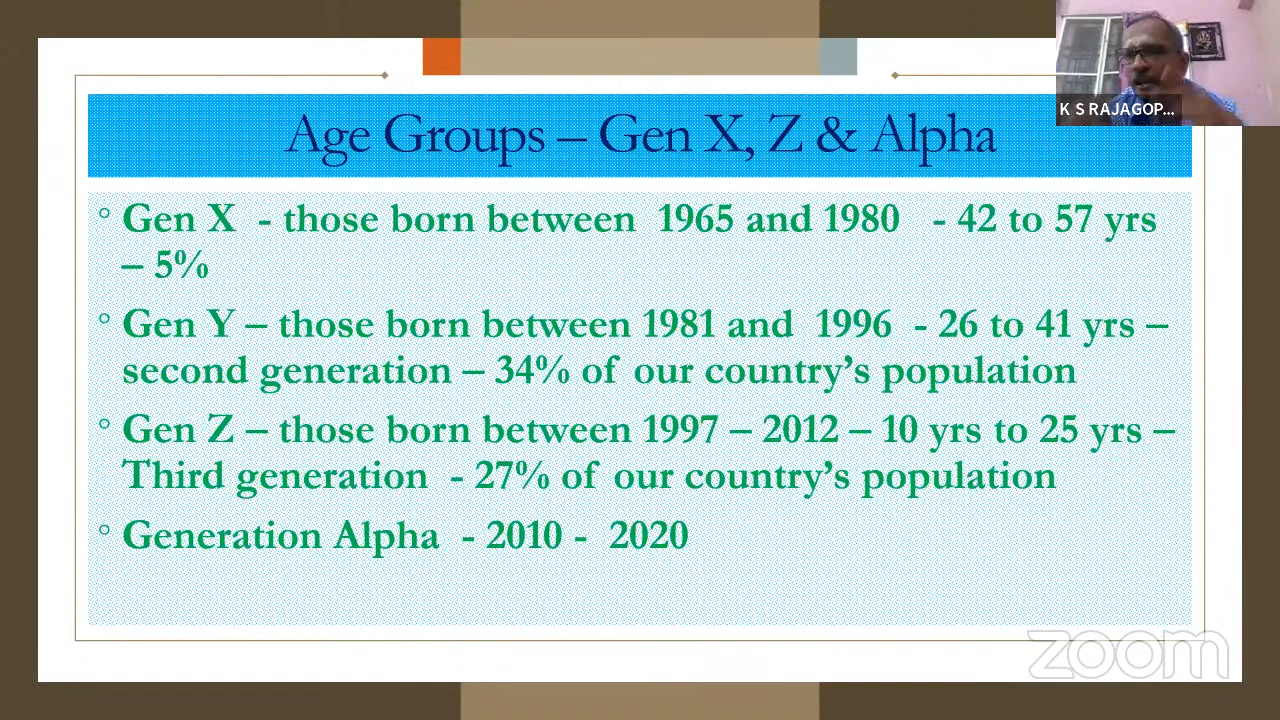 K S RAJAGOP...
Age Groups – Gen X, Z & Alpha
° Gen X - those born between 1965 and 1980 - 42 to 57 yrs
– 5%
° Gen Y – those born between 1981 and 1996 - 26 to 41 yrs –
second generation – 34% of our country’s population
° Gen Z – those born between 1997 – 2012 – 10 yrs to 25 yrs –
Third generation - 27% of our country’s population
° Generation Alpha - 2010 - 2020
zoom